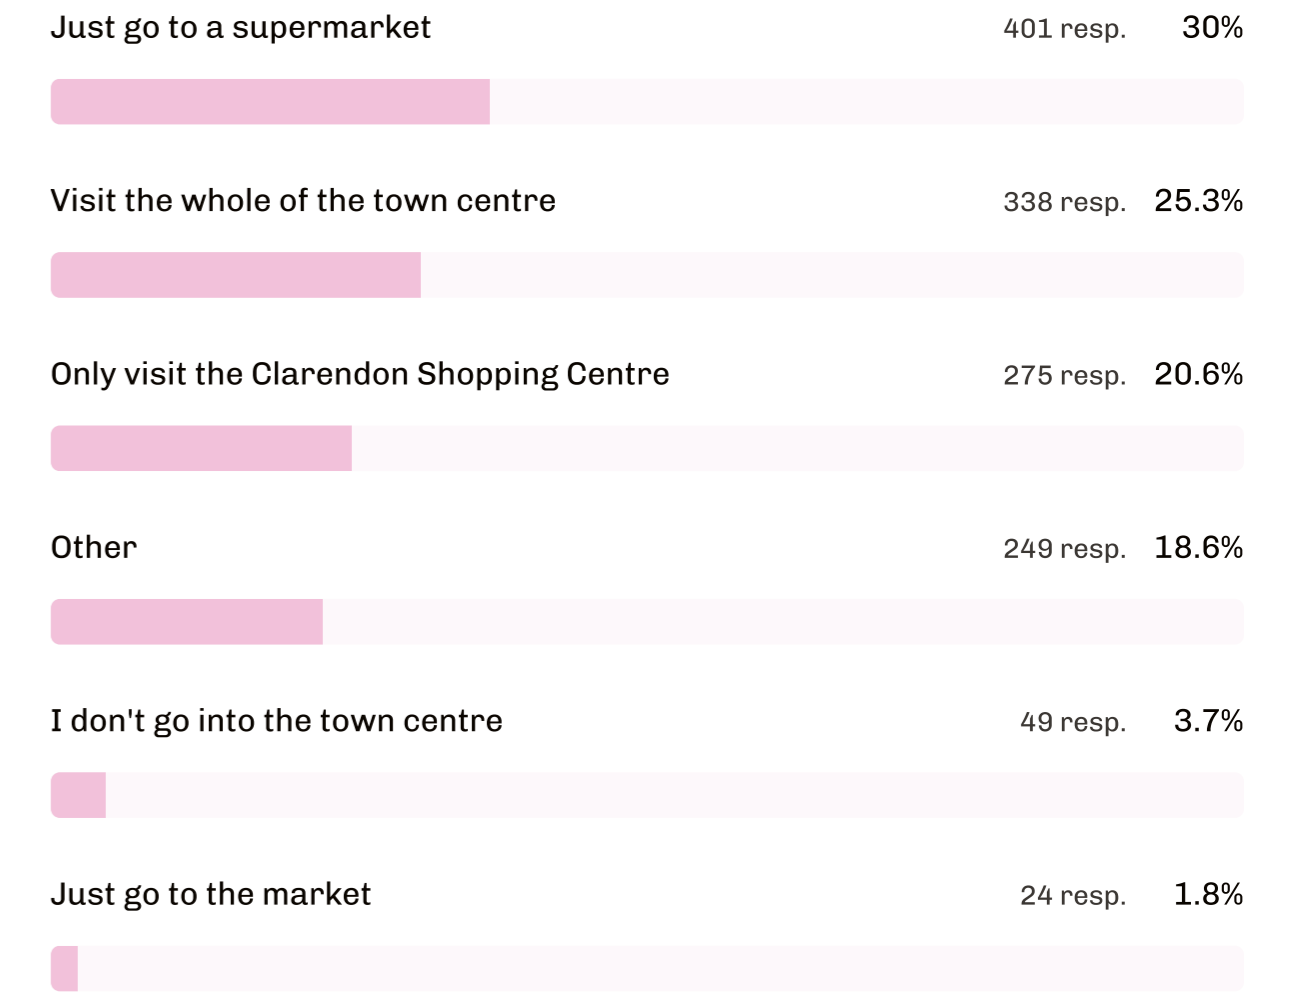 Just go to a supermarket 401 resp. 30%
Visit the whole of the town centre 338 resp. 25.3%
Only visit the Clarendon Shopping Centre 275 resp. 20.6%
Other 249 resp. 18.6%
I don't go into the town centre 49 resp. 3.7%
Just go to the market 24 resp. 1.8%